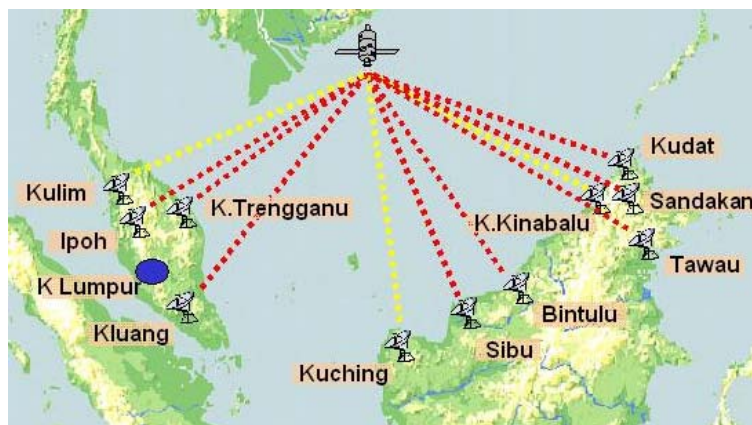 Kudat
Kulim
K.Trengganu
Sandakan
K.Kinabalu
Ipoh
Tawau
K Lumpur
Bintulu
Kluang
Sibu
Kuching